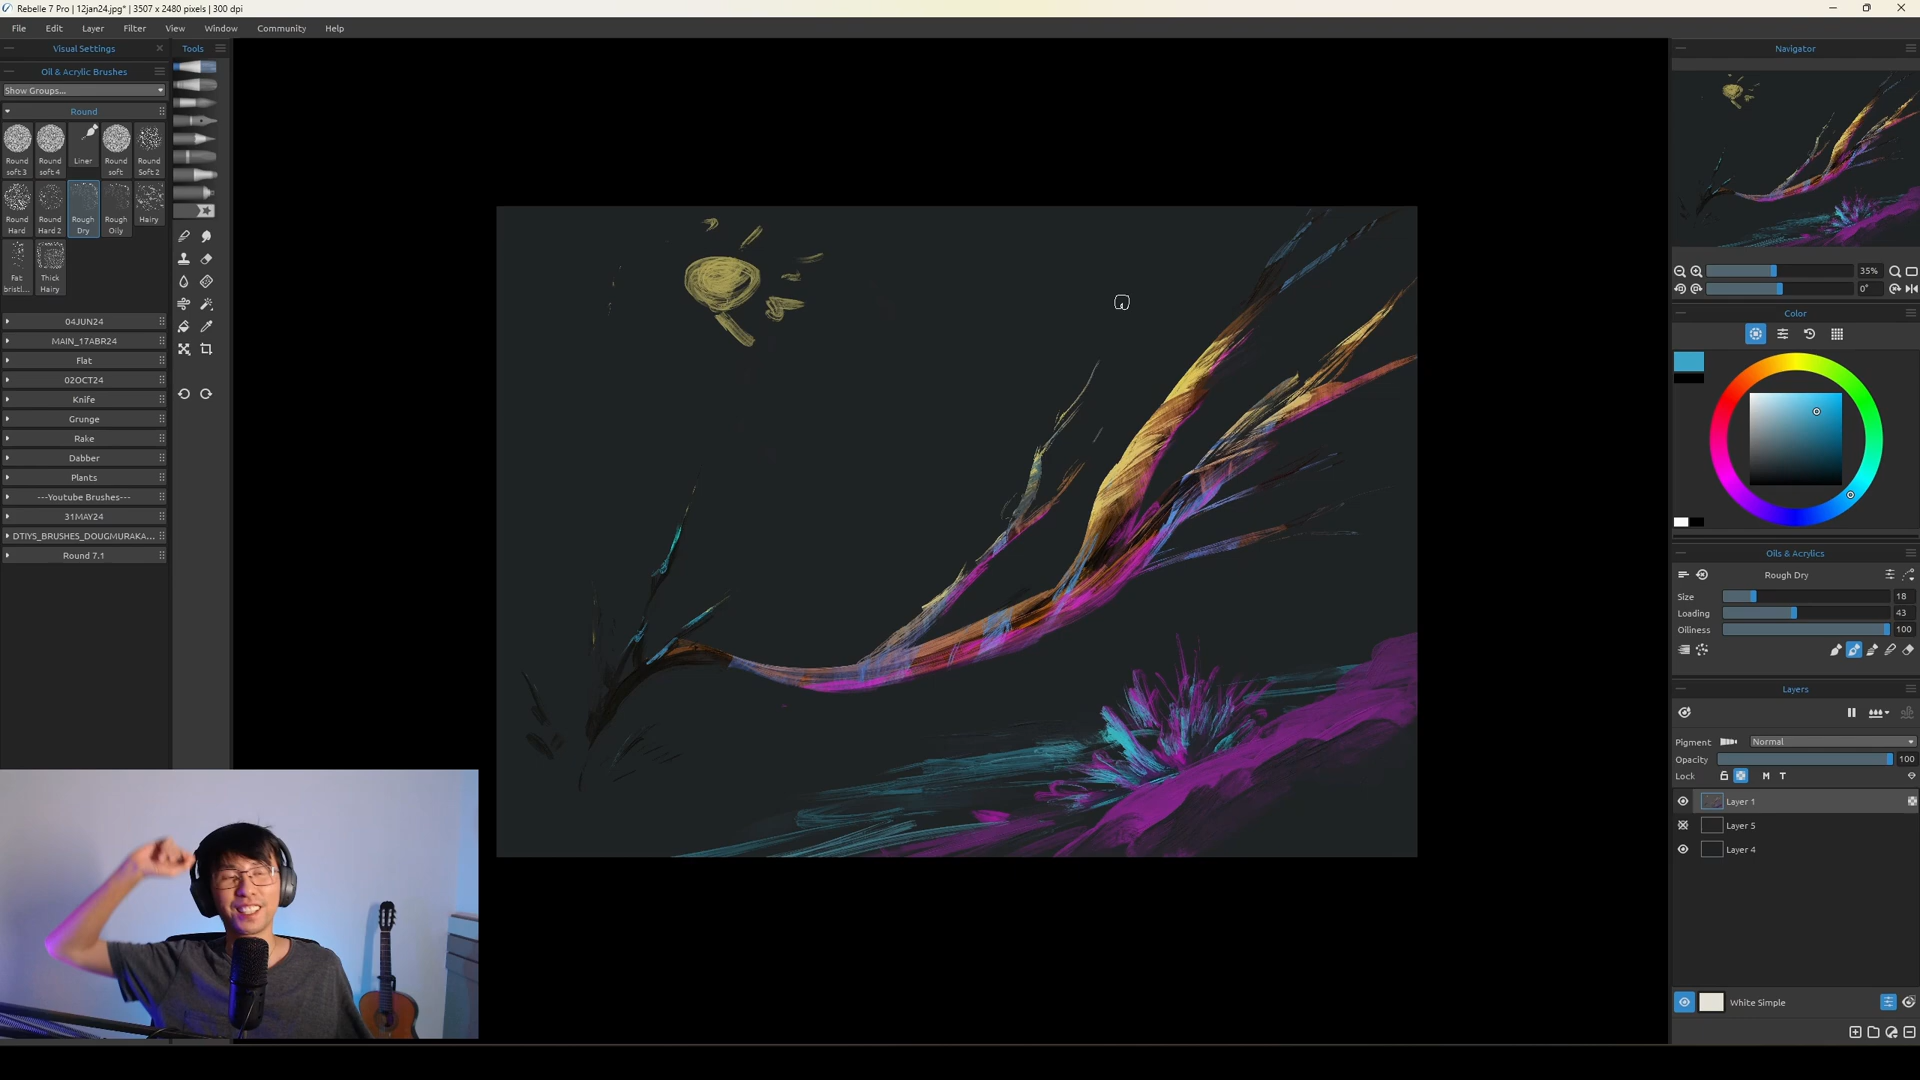 Rebelle 7 Pro | 12jan24.jpg* | 3507 x 2480 pixels | 300 dpi
File Edit Layer Filter View Window Community Help
Visual Settings
Tools
Oil & Acrylic Brushes
Show Groups...
Round
Round soft 3
Round soft 4
Liner
Round soft
Round Soft 2
Round Hard
Round Hard 2
Rough Dry
Rough Oily
Hairy
Fat bristl...
Thick Hairy
04JUN24
MAIN_17ABR24
Flat
02OCT24
Knife
Grunge
Rake
Dabber
Plants
---Youtube Brushes---
31MAY24
DTIYS_BRUSHES_DOUGMURAKA...
Round 7.1
Navigator
35%
0°
Color
Oils & Acrylics
Rough Dry
Size 18
Loading 43
Oiliness 100
Layers
Pigment Normal
Opacity 100
Lock M T
Layer 1
Layer 5
Layer 4
White Simple